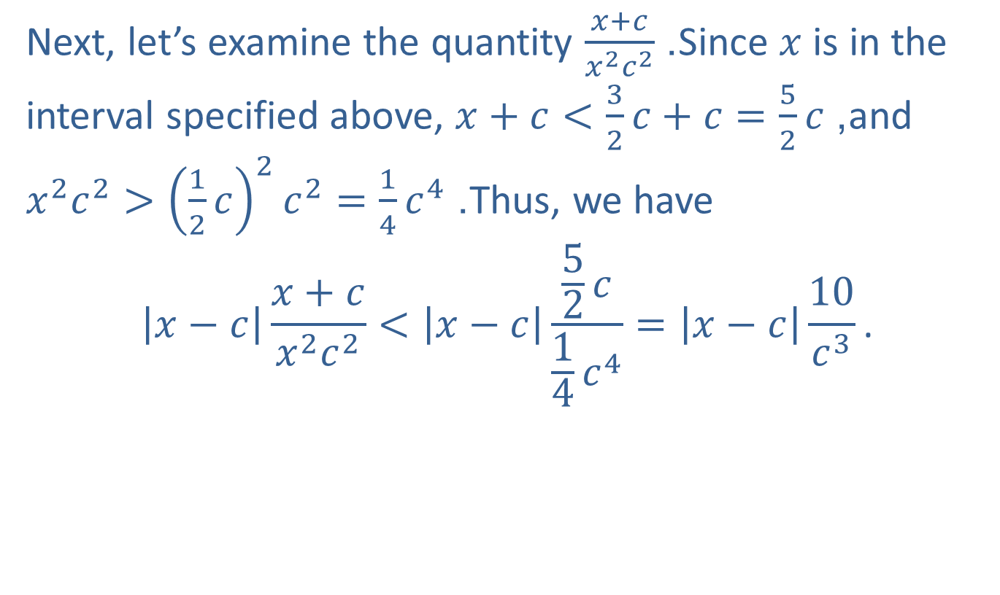 Next, let’s examine the quantity $\frac{x+c}{x^2c^2}$ .Since $x$ is in the
interval specified above, $x + c < \frac{3}{2}c + c = \frac{5}{2}c$ ,and
$x^2c^2 > \left(\frac{1}{2}c\right)^2 c^2 = \frac{1}{4}c^4$ .Thus, we have
$|x - c|\frac{x + c}{x^2c^2} < |x - c|\frac{\frac{5}{2}c}{\frac{1}{4}c^4} = |x - c|\frac{10}{c^3}.$